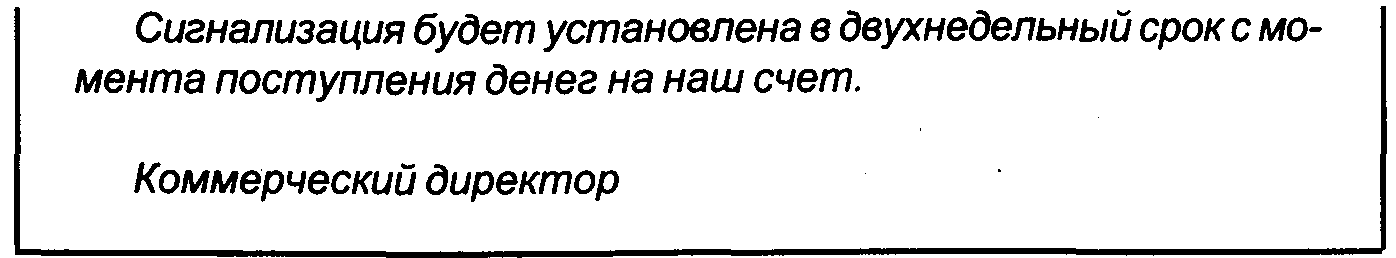 Сигнализация будет установлена в двухнедельный срок с мо-
мента поступления денег на наш счет.
Коммерческий директор